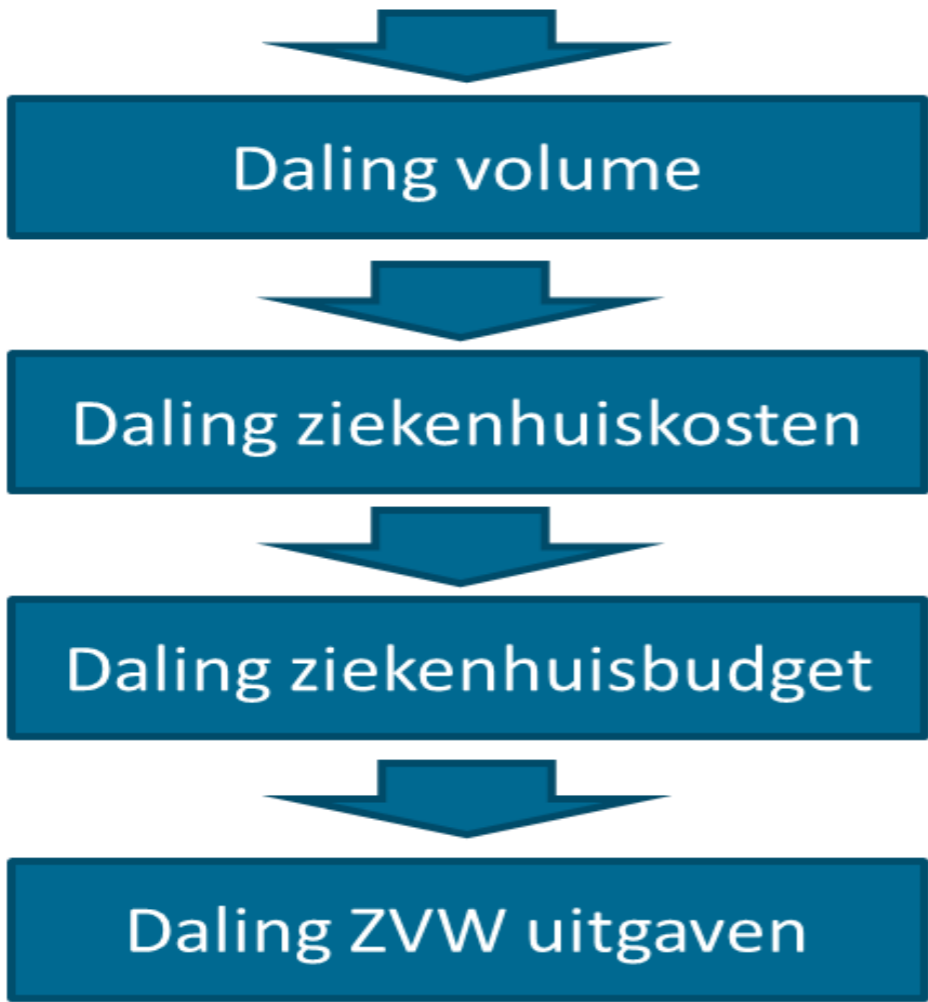 Daling volume
Daling ziekenhuiskosten
Daling ziekenhuisbudget
Daling ZVW uitgaven